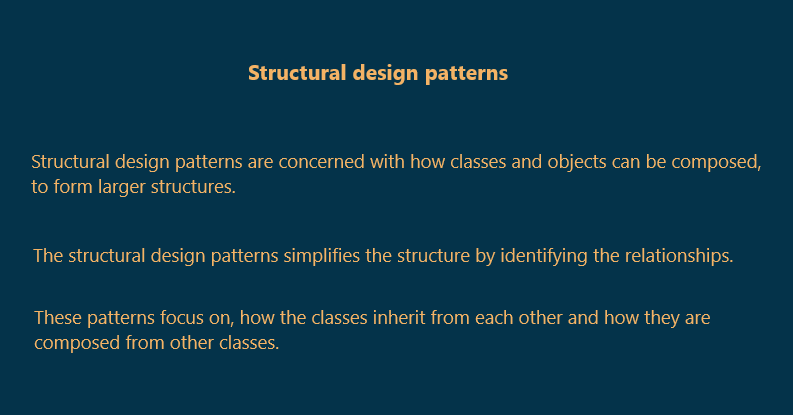 Structural design patterns
Structural design patterns are concerned with how classes and objects can be composed,
to form larger structures.
The structural design patterns simplifies the structure by identifying the relationships.
These patterns focus on, how the classes inherit from each other and how they are
composed from other classes.